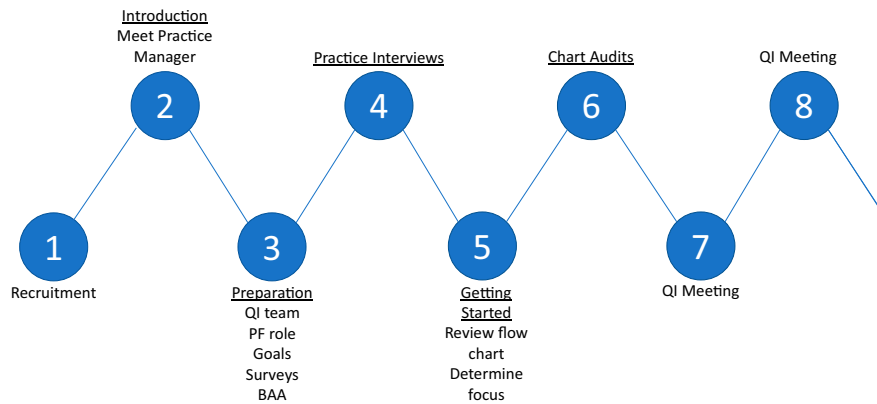 Introduction
Meet Practice
Manager
Practice Interviews
Chart Audits
QI Meeting
2
4
6
8
1
3
5
7
Recruitment
Preparation
QI team
PF role
Goals
Surveys
BAA
Getting
Started
Review flow
chart
Determine
focus
QI Meeting